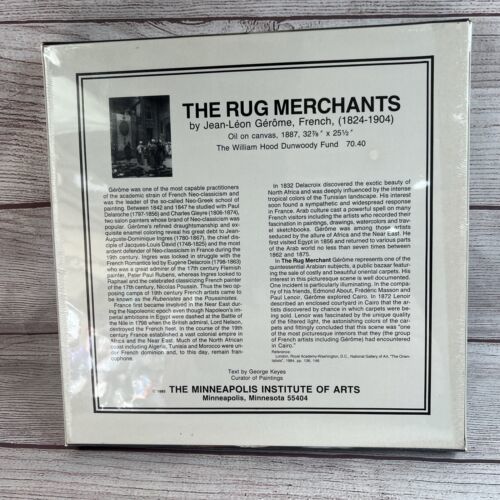 THE RUG MERCHANTS
by Jean-Léon Gérôme, French, (1824-1904)
Oil on canvas, 1887, 32⅞" x 25½"
The William Hood Dunwoody Fund 70.40
Gérôme was one of the most capable practitioners
of the academic strain of French Neo-classicism and
was the leader of the so-called Neo-Greek school of
painting. Between 1842 and 1847 he studied with Paul
Delaroche (1797-1856) and Charles Gleyre (1806-1874),
two salon painters whose brand of Neo-classicism was
popular. Gérôme's refined draughtsmanship and ex-
quisite enamel coloring reveal his great debt to Jean-
Auguste-Dominique Ingres (1780-1867), the chief disc-
iple of Jacques-Louis David (1748-1825) and the most
ardent defender of Neo-classicism in France during the
19th century. Ingres was locked in struggle with the
French Romantics led by Eugene Delacroix (1798-1863)
who was a great admirer of the 17th century Flemish
painter, Peter Paul Rubens, whereas Ingres looked to
Raphael and the celebrated classicizing French painter
of the 17th century, Nicolas Poussin. Thus the two op-
posing camps of 19th century French artists came to
be known as the Rubenistes and the Poussinistes.
France first became involved in the Near East dur-
ing the Napoleonic epoch even though Napoleon's im-
perial ambitions in Egypt were dashed at the Battle of
the Nile in 1798 when the British admiral, Lord Nelson,
destroyed the French fleet. In the course of the 19th
century France established a vast colonial empire in
Africa and the Near East. Much of the North African
coast including Algeria, Tunisia and Morocco were un-
der French dominion and, to this day, remain fran-
cophone.
In 1832 Delacroix discovered the exotic beauty of
North Africa and was deeply influenced by the intense
tropical colors of the Tunisian landscape. His interest
soon found a sympathetic and widespread response
in France. Arab culture cast a powerful spell on many
French visitors including the artists who recorded their
fascination in paintings, drawings, watercolors and trav-
el sketchbooks. Gérôme was among those artists
seduced by the allure of Africa and the Near East. He
first visited Egypt in 1856 and returned to various parts
of the Arab world no less than seven times between
1862 and 1875.
In The Rug Merchant Gérôme represents one of the
quintessential Arabian subjects, a public bazaar featur-
ing the sale of costly and beautiful oriental carpets. His
interest in this picturesque scene is well documented.
One incident is particularly illuminating. In the compa-
ny of his friends, Edmond About, Fréderic Masson and
Paul Lenoir, Gérôme explored Cairo. In 1872 Lenoir
described an enclosed courtyard in Cairo that the ar-
tists discovered by chance in which carpets were be-
ing sold. Lenoir was fascinated by the unique quality
of the filtered light, the astonishing colors of the car-
pets and fittingly concluded that this scene was "one
of the most picturesque interiors that they (the group
of French artists including Gérôme) had encountered
in Cairo."
Reference:
London, Royal Academy-Washington, D.C., National Gallery of Art, "The Orien-
talists", 1984, pp. 136, 146
Text by George Keyes
Curator of Paintings
© 1985
THE MINNEAPOLIS INSTITUTE OF ARTS
Minneapolis, Minnesota 55404